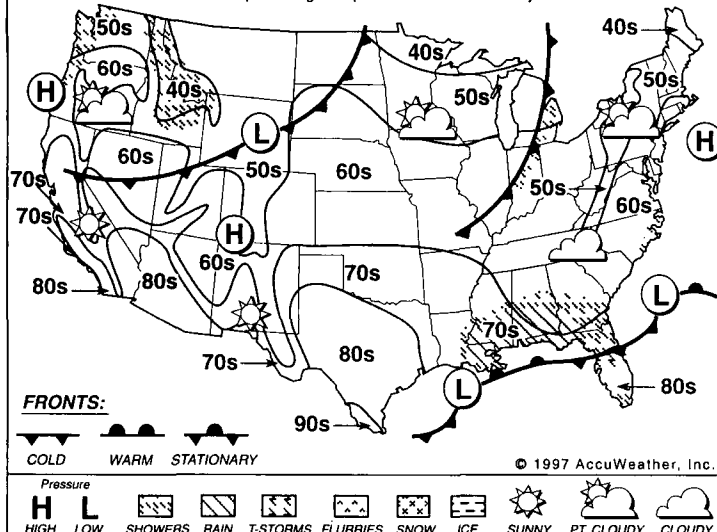 50s
40s
60s
40s
50s
50s
H
40s
L
H
60s
50s
60s
50s
60s
70s
70s
H
60s
70s
80s
80s
L
70s
80s
70s
80s
L
90s
FRONTS:
COLD WARM STATIONARY
© 1997 AccuWeather, Inc.
Pressure
H L
HIGH LOW SHOWERS RAIN T-STORMS FLURRIES SNOW ICE SUNNY PT. CLOUDY CLOUDY